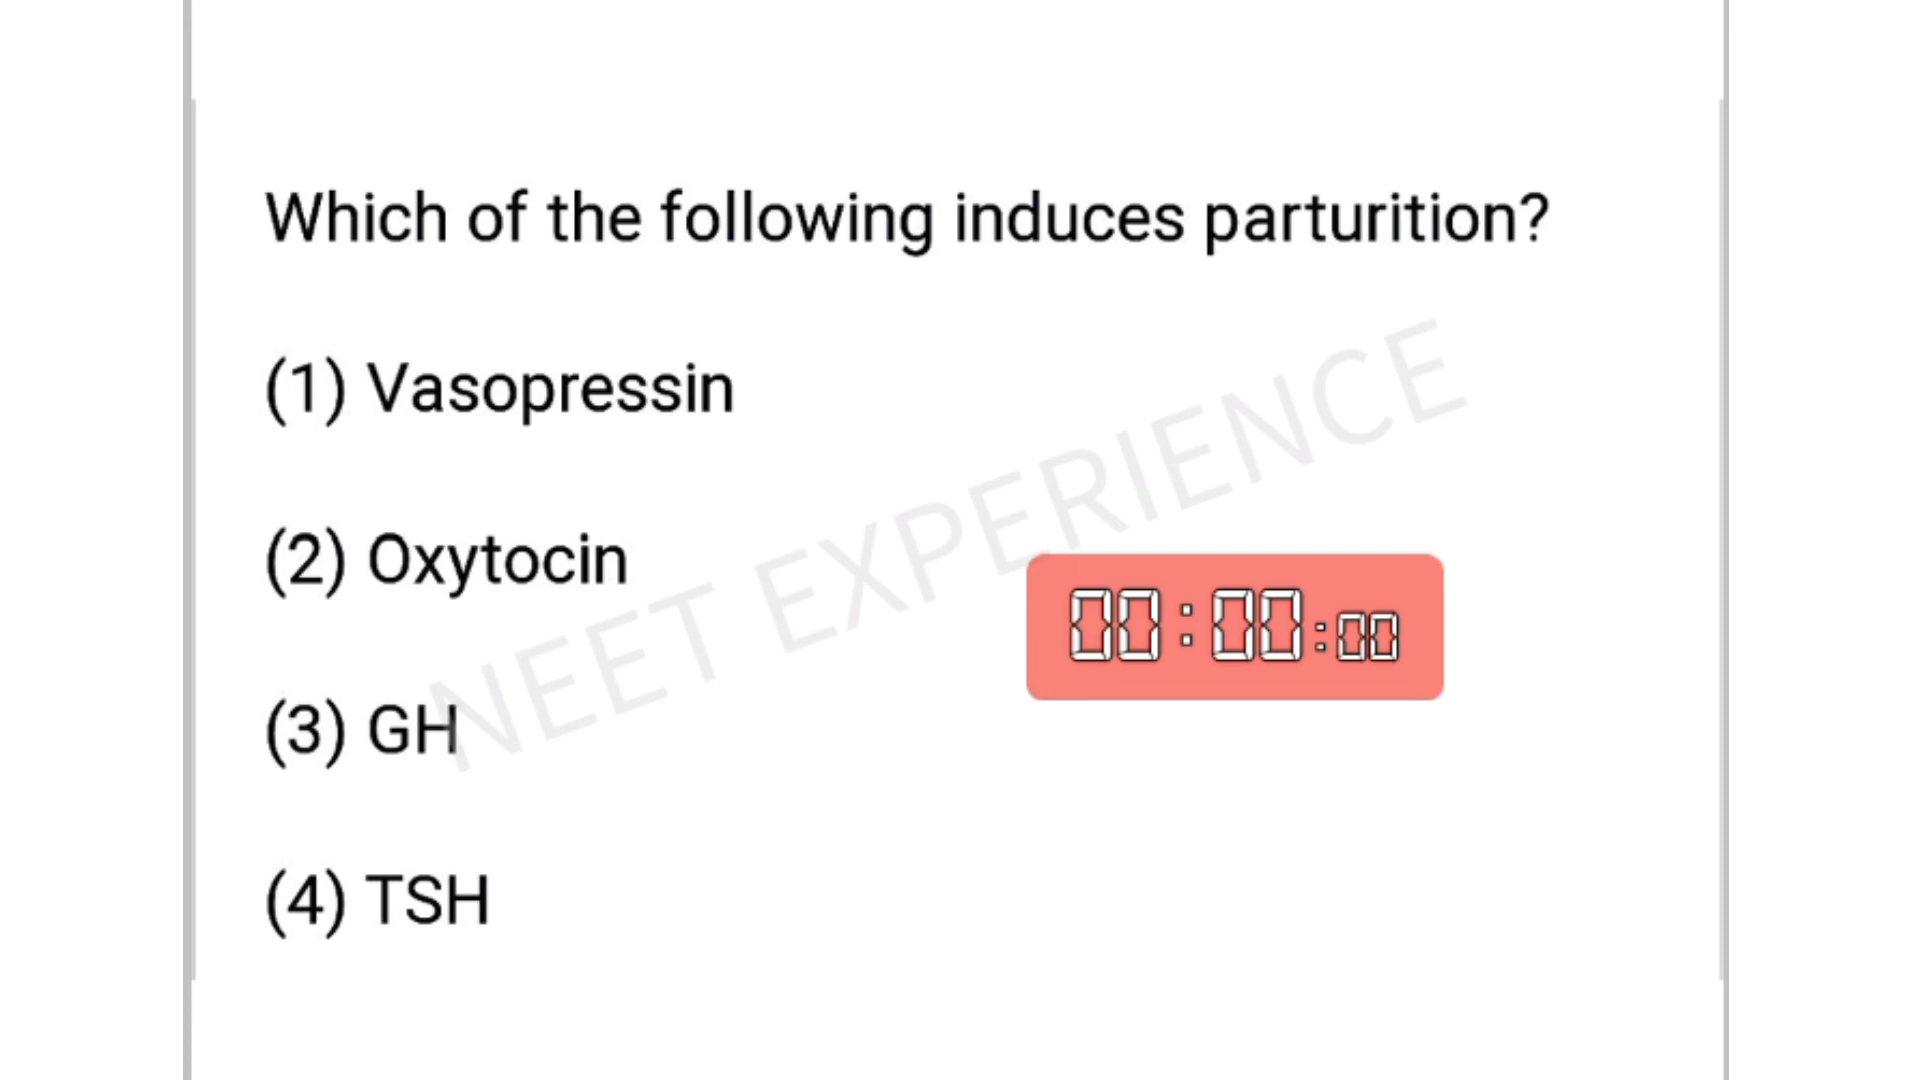 Which of the following induces parturition?
(1) Vasopressin
(2) Oxytocin
(3) GH
(4) TSH
NEET EXPERIENCE
00:00:00